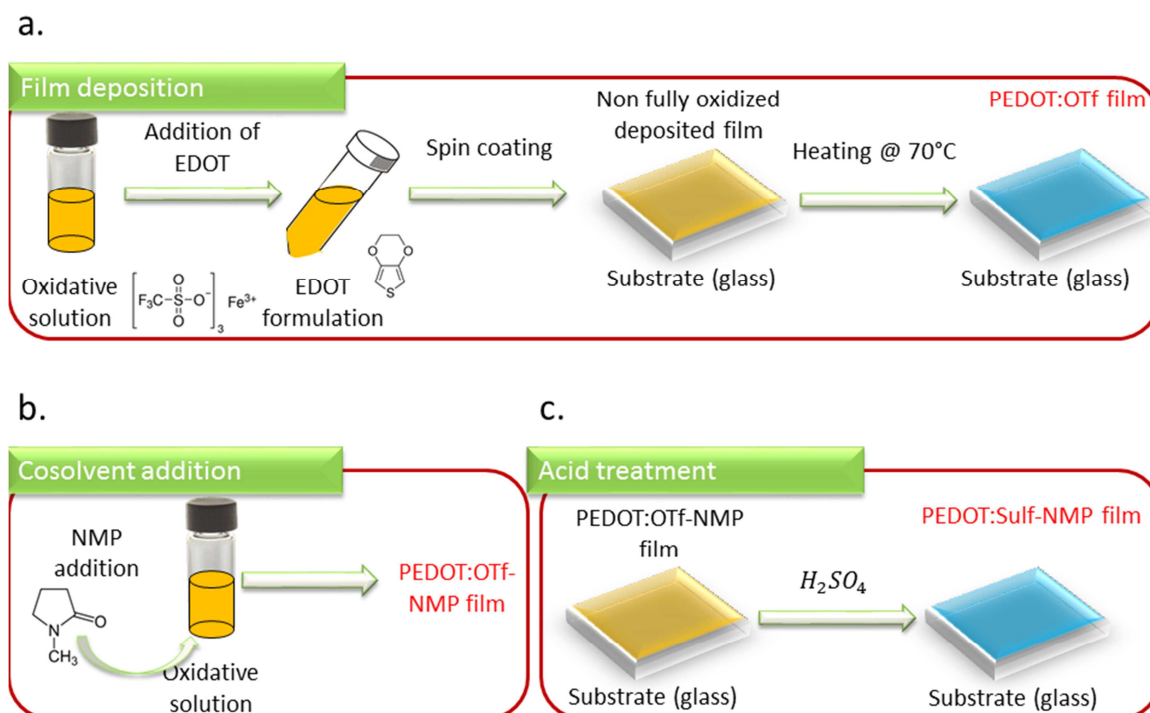 a.
Film deposition
Addition of
EDOT
Spin coating
Non fully oxidized
deposited film
Heating @ 70°C
PEDOT:OTf film
Oxidative
solution
F₃C-S-O⁻
O
O
3
Fe³⁺
EDOT
formulation
O
O
S
Substrate (glass)
Substrate (glass)
b.
Cosolvent addition
NMP
addition
N
O
CH₃
Oxidative
solution
PEDOT:OTf-
NMP film
c.
Acid treatment
PEDOT:OTf-NMP
film
H₂SO₄
PEDOT:Sulf-NMP film
Substrate (glass)
Substrate (glass)